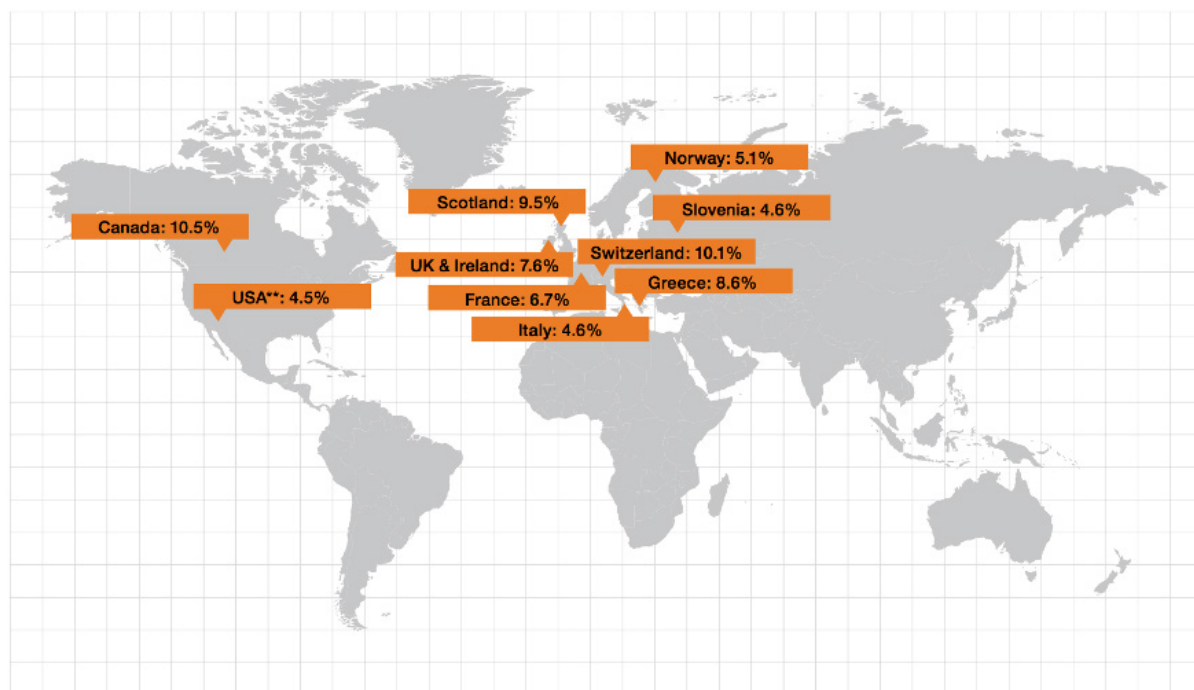 Norway: 5.1%
Scotland: 9.5%
Slovenia: 4.6%
Canada: 10.5%
Switzerland: 10.1%
UK & Ireland: 7.6%
Greece: 8.6%
USA**: 4.5%
France: 6.7%
Italy: 4.6%